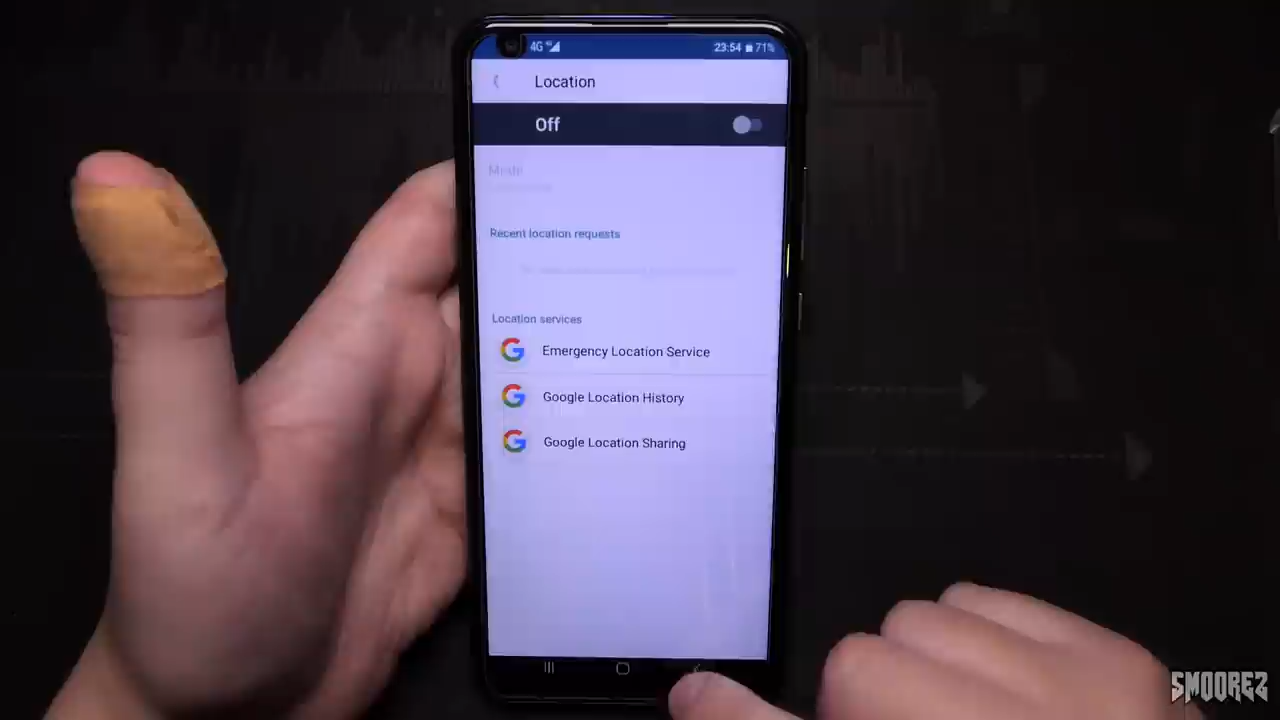 4G 23:54 71%
Location
Off
Mode
Recent location requests
Location services
Emergency Location Service
Google Location History
Google Location Sharing
SMOOREZ